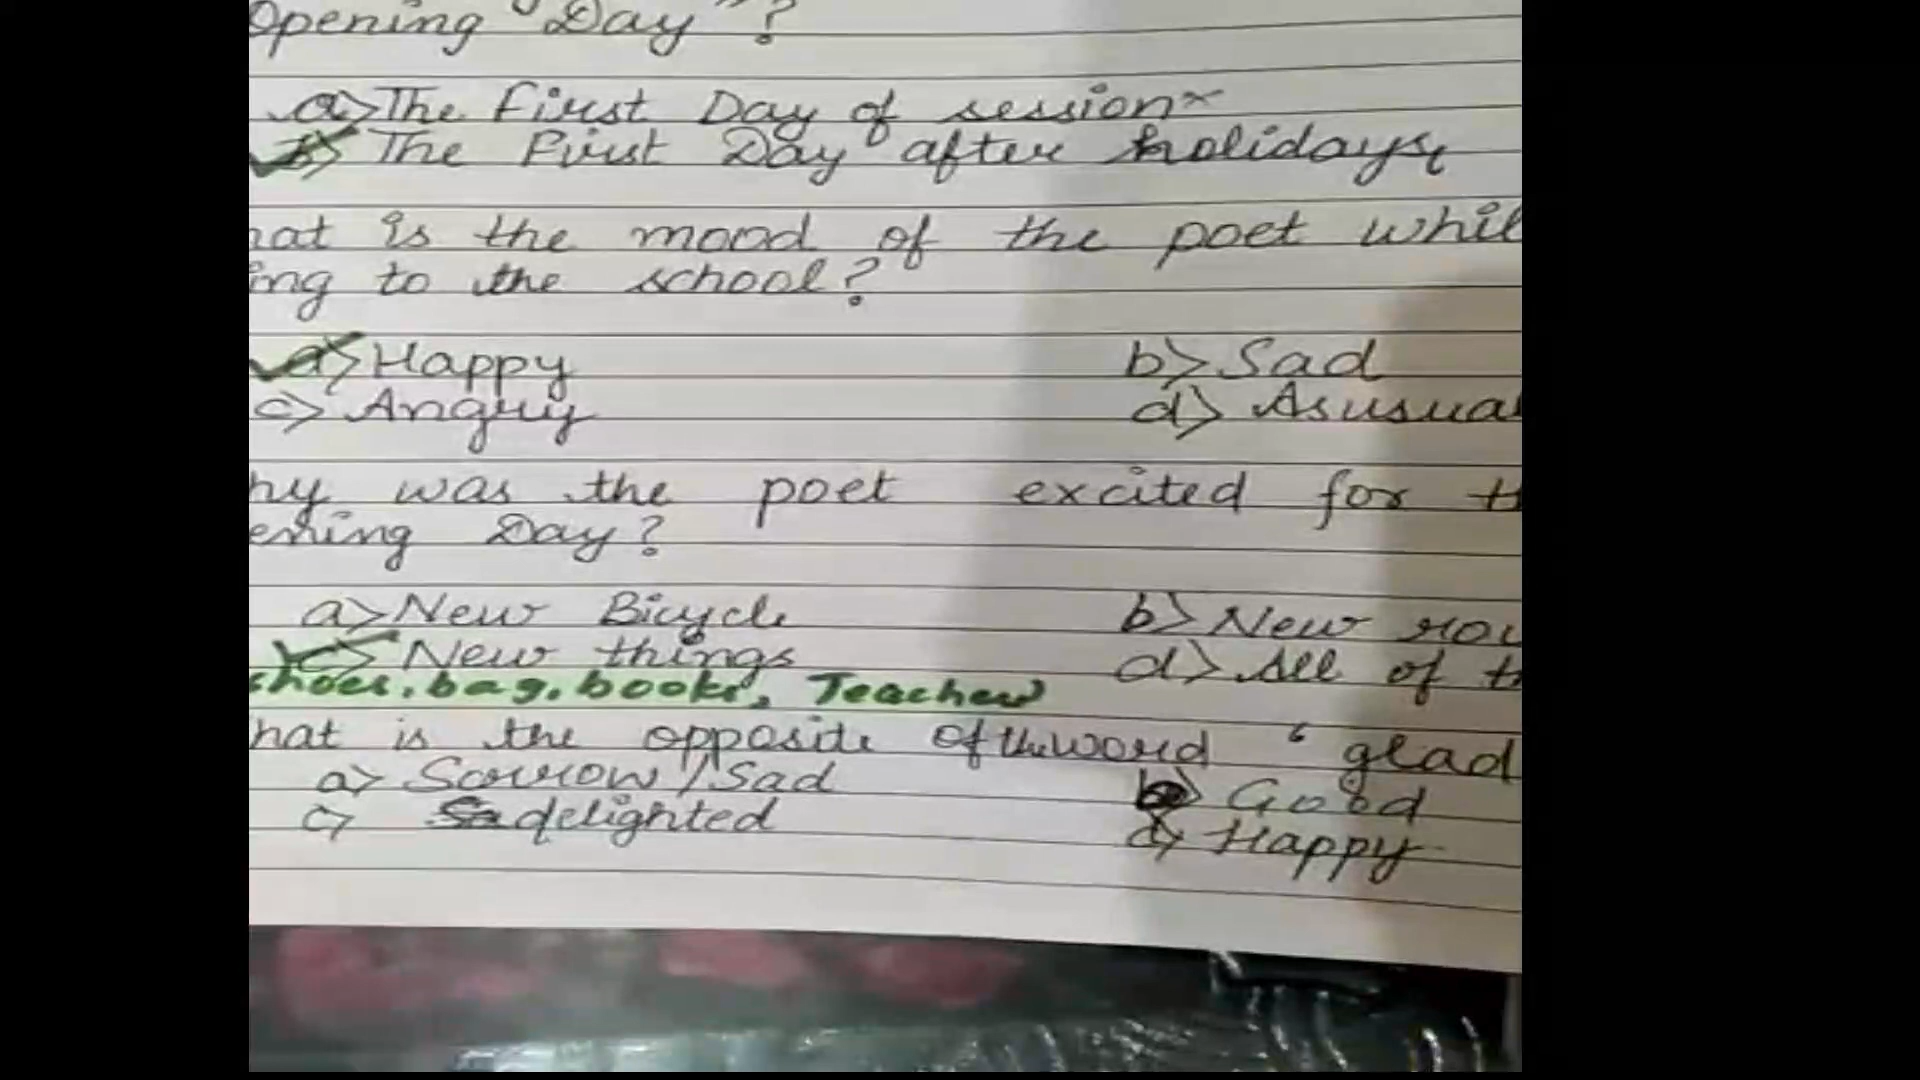 Opening "Day"?
a> The First Day of session
b> The First Day after holidays
hat is the mood of the poet whil
ing to the school?
a> Happy b> Sad
c> Angry d> Asusual
hy was the poet excited for th
ening Day?
a> New Bicycle b> New rou
c> New things d> All of th
shoes, bag, books, Teacher
hat is the opposite of the word ‘glad
a> Sorrow/Sad b> Good
c> delighted d> Happy